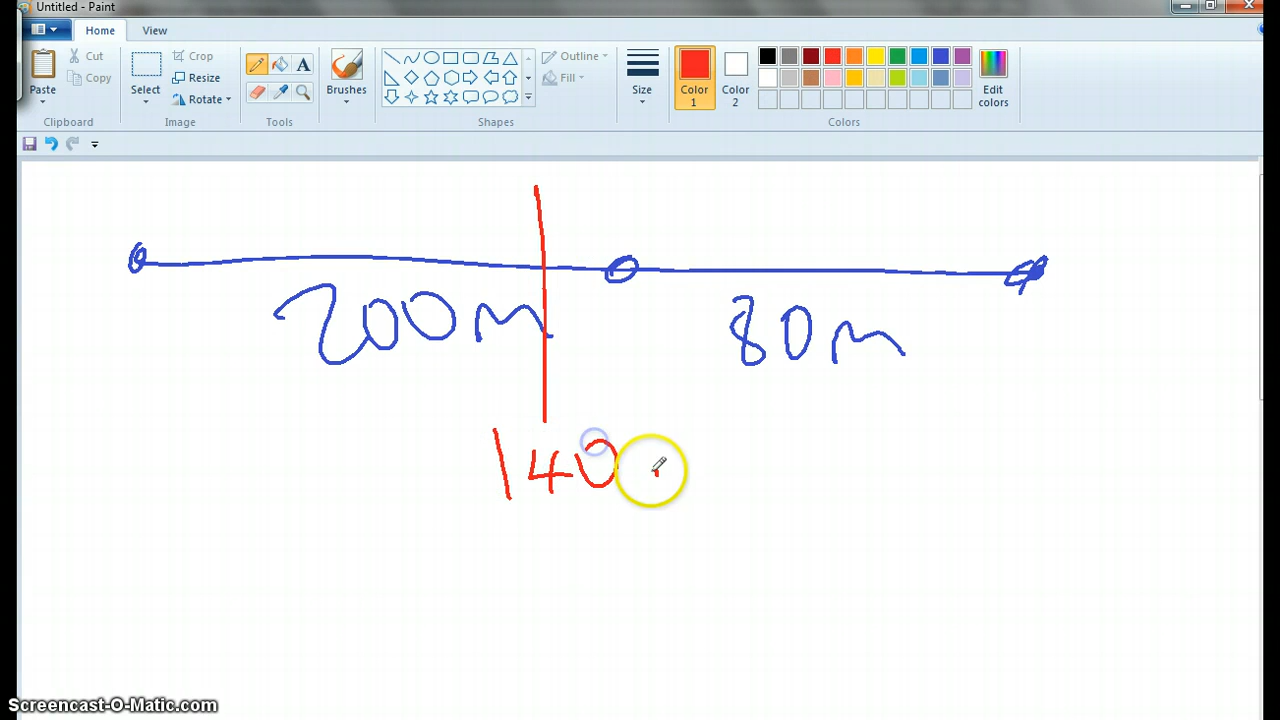 Untitled - Paint
Home View
Paste
Cut
Copy
Clipboard
Select
Crop
Resize
Rotate
Image
Tools
Brushes
Outline
Fill
Shapes
Size
Color 1
Color 2
Edit colors
Colors
200m
80m
140
Screencast-O-Matic.com